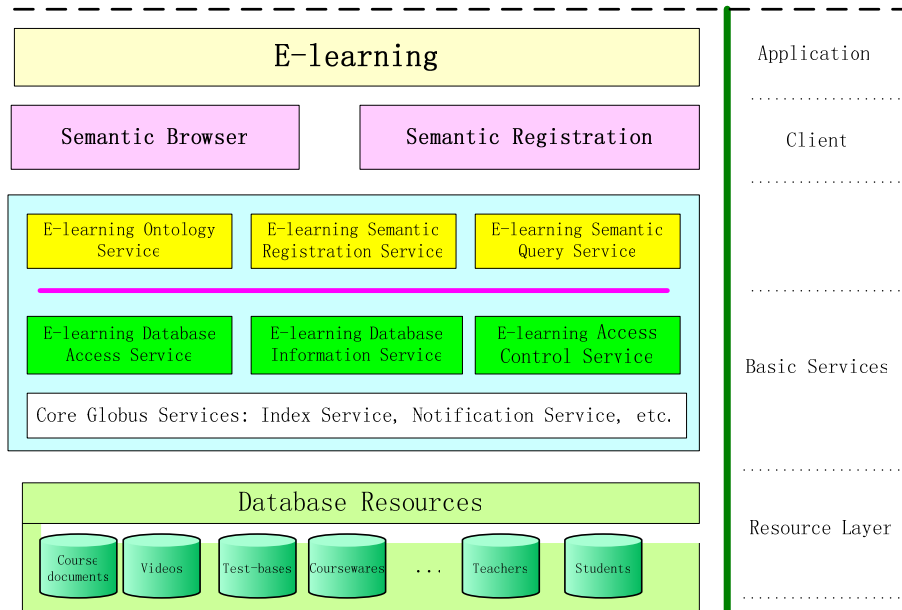 E-learning
Application
Semantic Browser
Semantic Registration
Client
E-learning Ontology
Service
E-learning Semantic
Registration Service
E-learning Semantic
Query Service
E-learning Database
Access Service
E-learning Database
Information Service
E-learning Access
Control Service
Basic Services
Core Globus Services: Index Service, Notification Service, etc.
Database Resources
Resource Layer
Course
documents
Videos
Test-bases
Coursewares
...
Teachers
Students